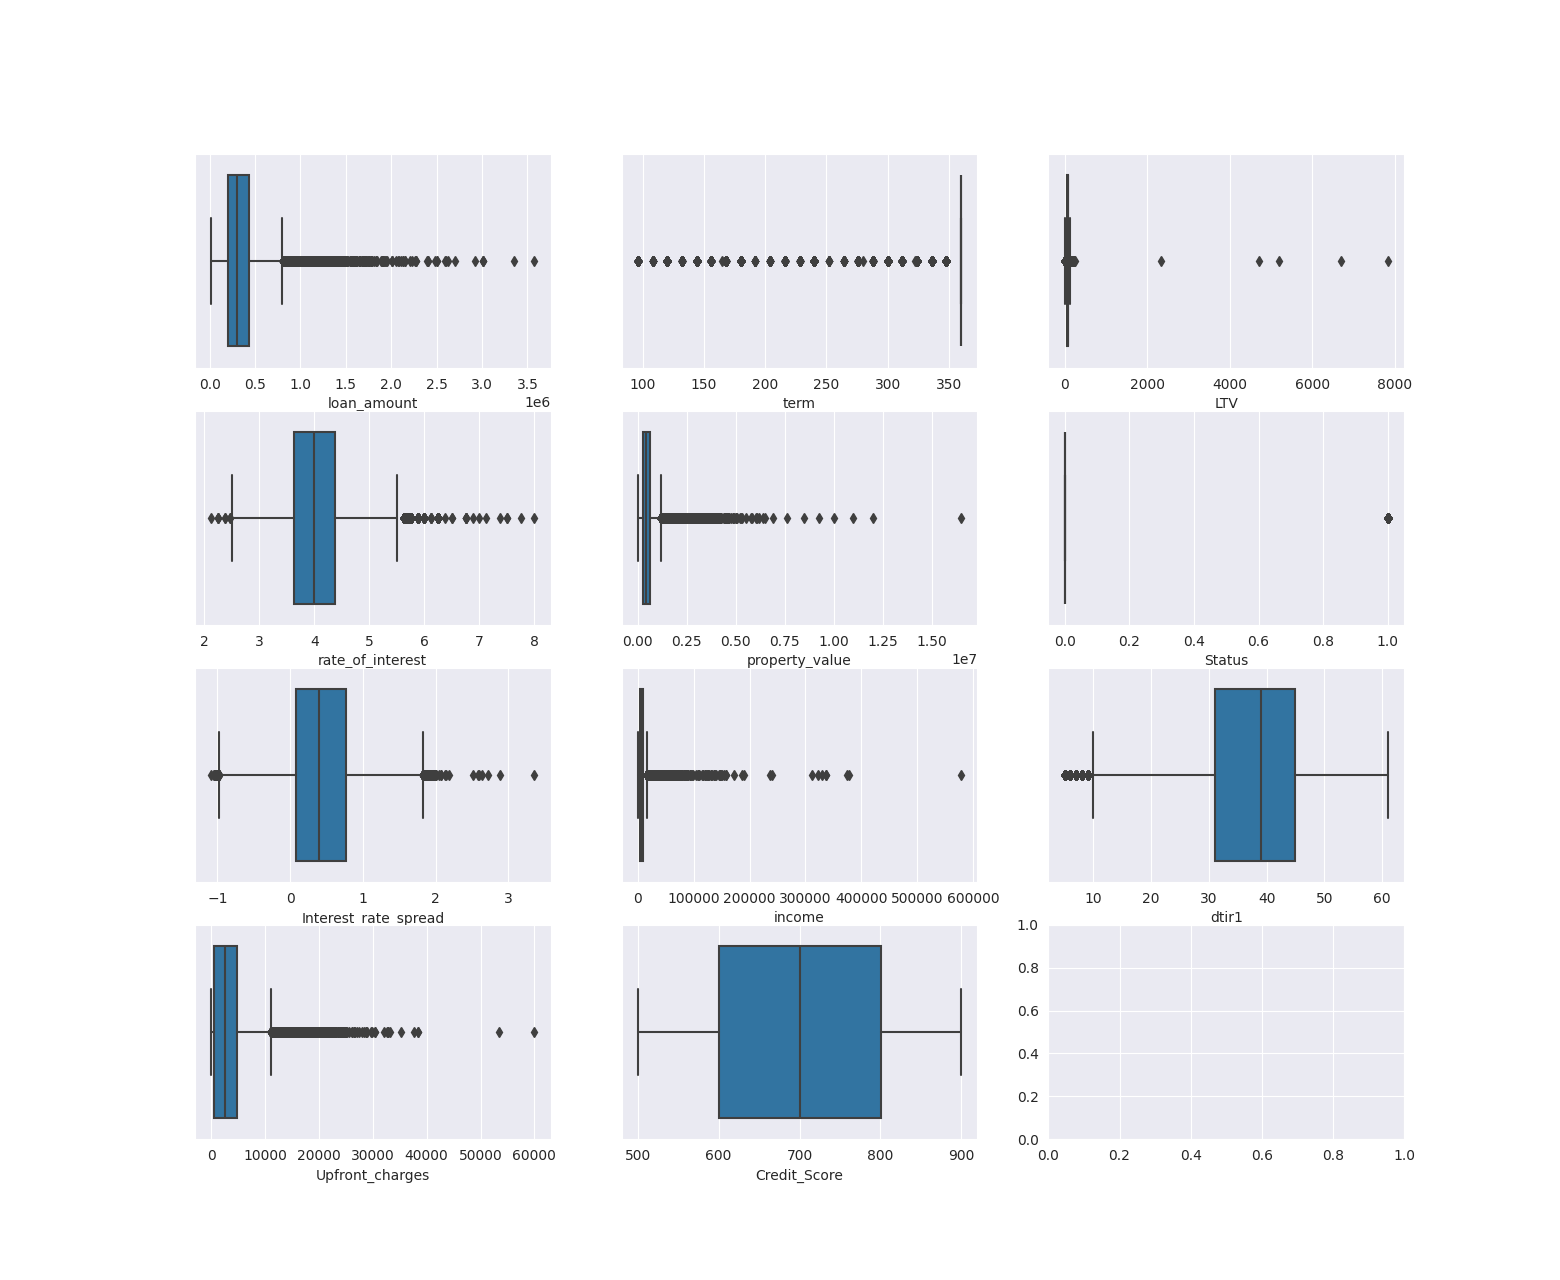 0.0 0.5 1.0 1.5 2.0 2.5 3.0 3.5
loan_amount
1e6
100 150 200 250 300 350
term
0 2000 4000 6000 8000
LTV
2 3 4 5 6 7 8
rate_of_interest
0.00 0.25 0.50 0.75 1.00 1.25 1.50
property_value
1e7
0.0 0.2 0.4 0.6 0.8 1.0
Status
−1 0 1 2 3
Interest_rate_spread
0 100000 200000 300000 400000 500000 600000
income
10 20 30 40 50 60
dtir1
0 10000 20000 30000 40000 50000 60000
Upfront_charges
500 600 700 800 900
Credit_Score
1.0
0.8
0.6
0.4
0.2
0.0
0.0 0.2 0.4 0.6 0.8 1.0